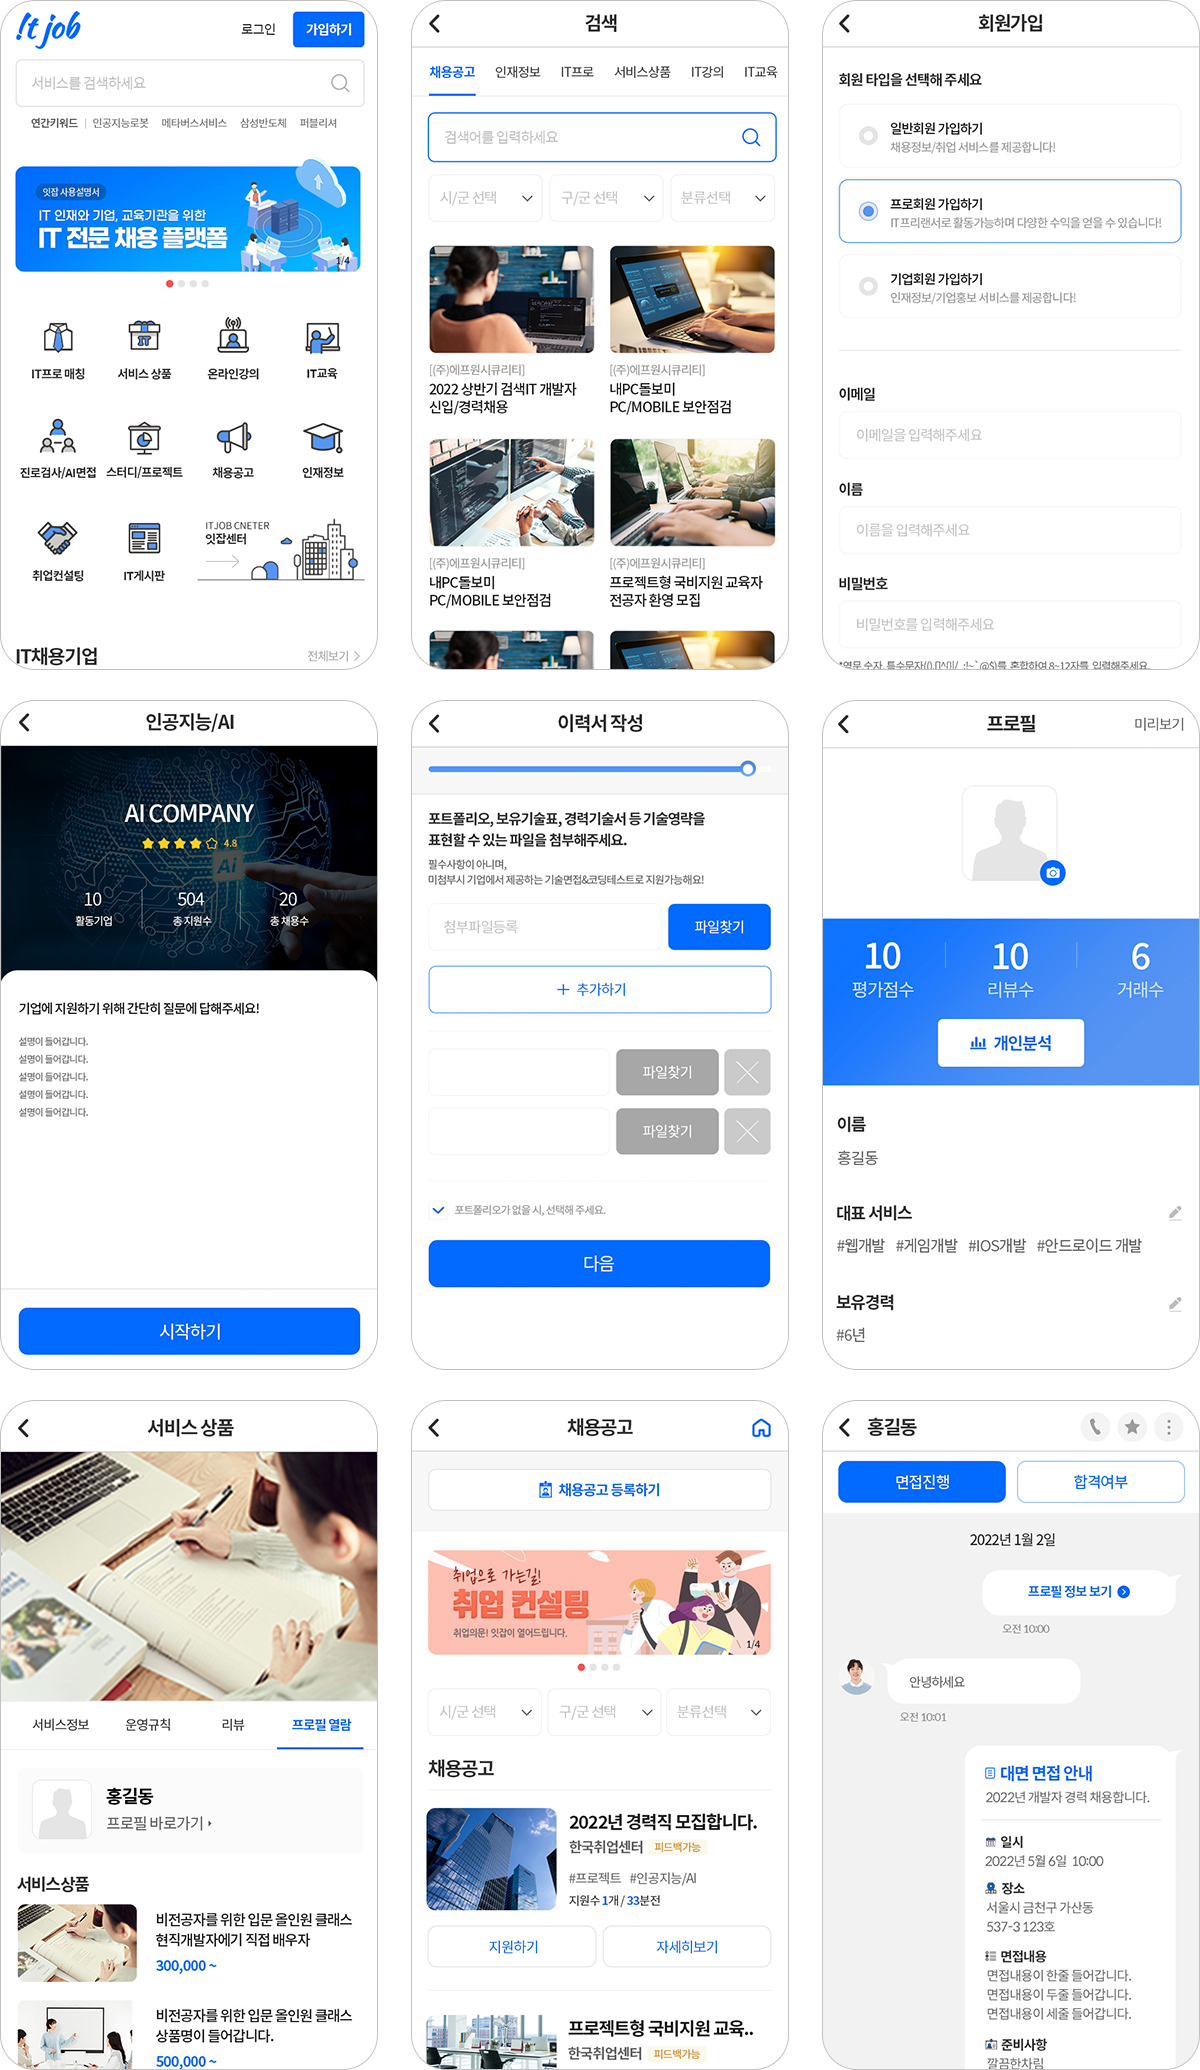 !t job
로그인
가입하기
서비스를 검색하세요
연간키워드 | 인공지능로봇 메타버스서비스 삼성반도체 퍼블리셔
잇잡 사용설명서
IT 인재와 기업, 교육기관을 위한
IT 전문 채용 플랫폼
1/4
IT프로 매칭
서비스 상품
온라인강의
IT교육
진로검사/AI면접
스터디/프로젝트
채용공고
인재정보
취업컨설팅
IT게시판
ITJOB CNETER
잇잡센터
IT채용기업
전체보기
검색
채용공고 인재정보 IT프로 서비스상품 IT강의 IT교육
검색어를 입력하세요
시/군 선택
구/군 선택
분류선택
[(주)에프원시큐리티]
2022 상반기 검색IT 개발자
신입/경력채용
[(주)에프원시큐리티]
내PC돌보미
PC/MOBILE 보안점검
[(주)에프원시큐리티]
내PC돌보미
PC/MOBILE 보안점검
[(주)에프원시큐리티]
프로젝트형 국비지원 교육자
전공자 환영 모집
회원가입
회원 타입을 선택해 주세요
일반회원 가입하기
채용정보/취업 서비스를 제공합니다!
프로회원 가입하기
IT프리랜서로 활동가능하며 다양한 수익을 얻을 수 있습니다!
기업회원 가입하기
인재정보/기업홍보 서비스를 제공합니다!
이메일
이메일을 입력해주세요
이름
이름을 입력해주세요
비밀번호
비밀번호를 입력해주세요
혼합하여 8~12자를 입력해주세요.
인공지능/AI
AI COMPANY
4.8
Ai
10
활동기업
504
총 지원수
20
총 채용수
기업에 지원하기 위해 간단히 질문에 답해주세요!
설명이 들어갑니다.
설명이 들어갑니다.
설명이 들어갑니다.
설명이 들어갑니다.
설명이 들어갑니다.
시작하기
이력서 작성
포트폴리오, 보유기술표, 경력기술서 등 기술영략을
표현할 수 있는 파일을 첨부해주세요.
필수사항이 아니며,
미첨부시 기업에서 제공하는 기술면접&코딩테스트로 지원가능해요!
첨부파일등록
파일찾기
+ 추가하기
파일찾기
파일찾기
포트폴리오가 없을 시, 선택해 주세요.
다음
프로필
미리보기
10
평가점수
10
리뷰수
6
거래수
개인분석
이름
홍길동
대표 서비스
#웹개발 #게임개발 #IOS개발 #안드로이드 개발
보유경력
#6년
서비스 상품
서비스정보
운영규칙
리뷰
프로필 열람
홍길동
프로필 바로가기
서비스상품
비전공자를 위한 입문 올인원 클래스
현직개발자에기 직접 배우자
300,000 ~
비전공자를 위한 입문 올인원 클래스
상품명이 들어갑니다.
500,000 ~
채용공고
채용공고 등록하기
취업으로 가는길!
취업 컨설팅
취업의문! 잇잡이 열어드립니다.
1/4
시/군 선택
구/군 선택
분류선택
채용공고
2022년 경력직 모집합니다.
한국취업센터 피드백가능
#프로젝트 #인공지능/AI
지원수 1개 / 33분전
지원하기
자세히보기
프로젝트형 국비지원 교육..
한국취업센터 피드백가능
홍길동
면접진행
합격여부
2022년 1월 2일
프로필 정보 보기
오전 10:00
안녕하세요
오전 10:01
대면 면접 안내
2022년 개발자 경력 채용합니다.
일시
2022년 5월 6일 10:00
장소
서울시 금천구 가산동
537-3 123호
면접내용
면접내용이 한줄 들어갑니다.
면접내용이 두줄 들어갑니다.
면접내용이 세줄 들어갑니다.
준비사항
깔끔한차림